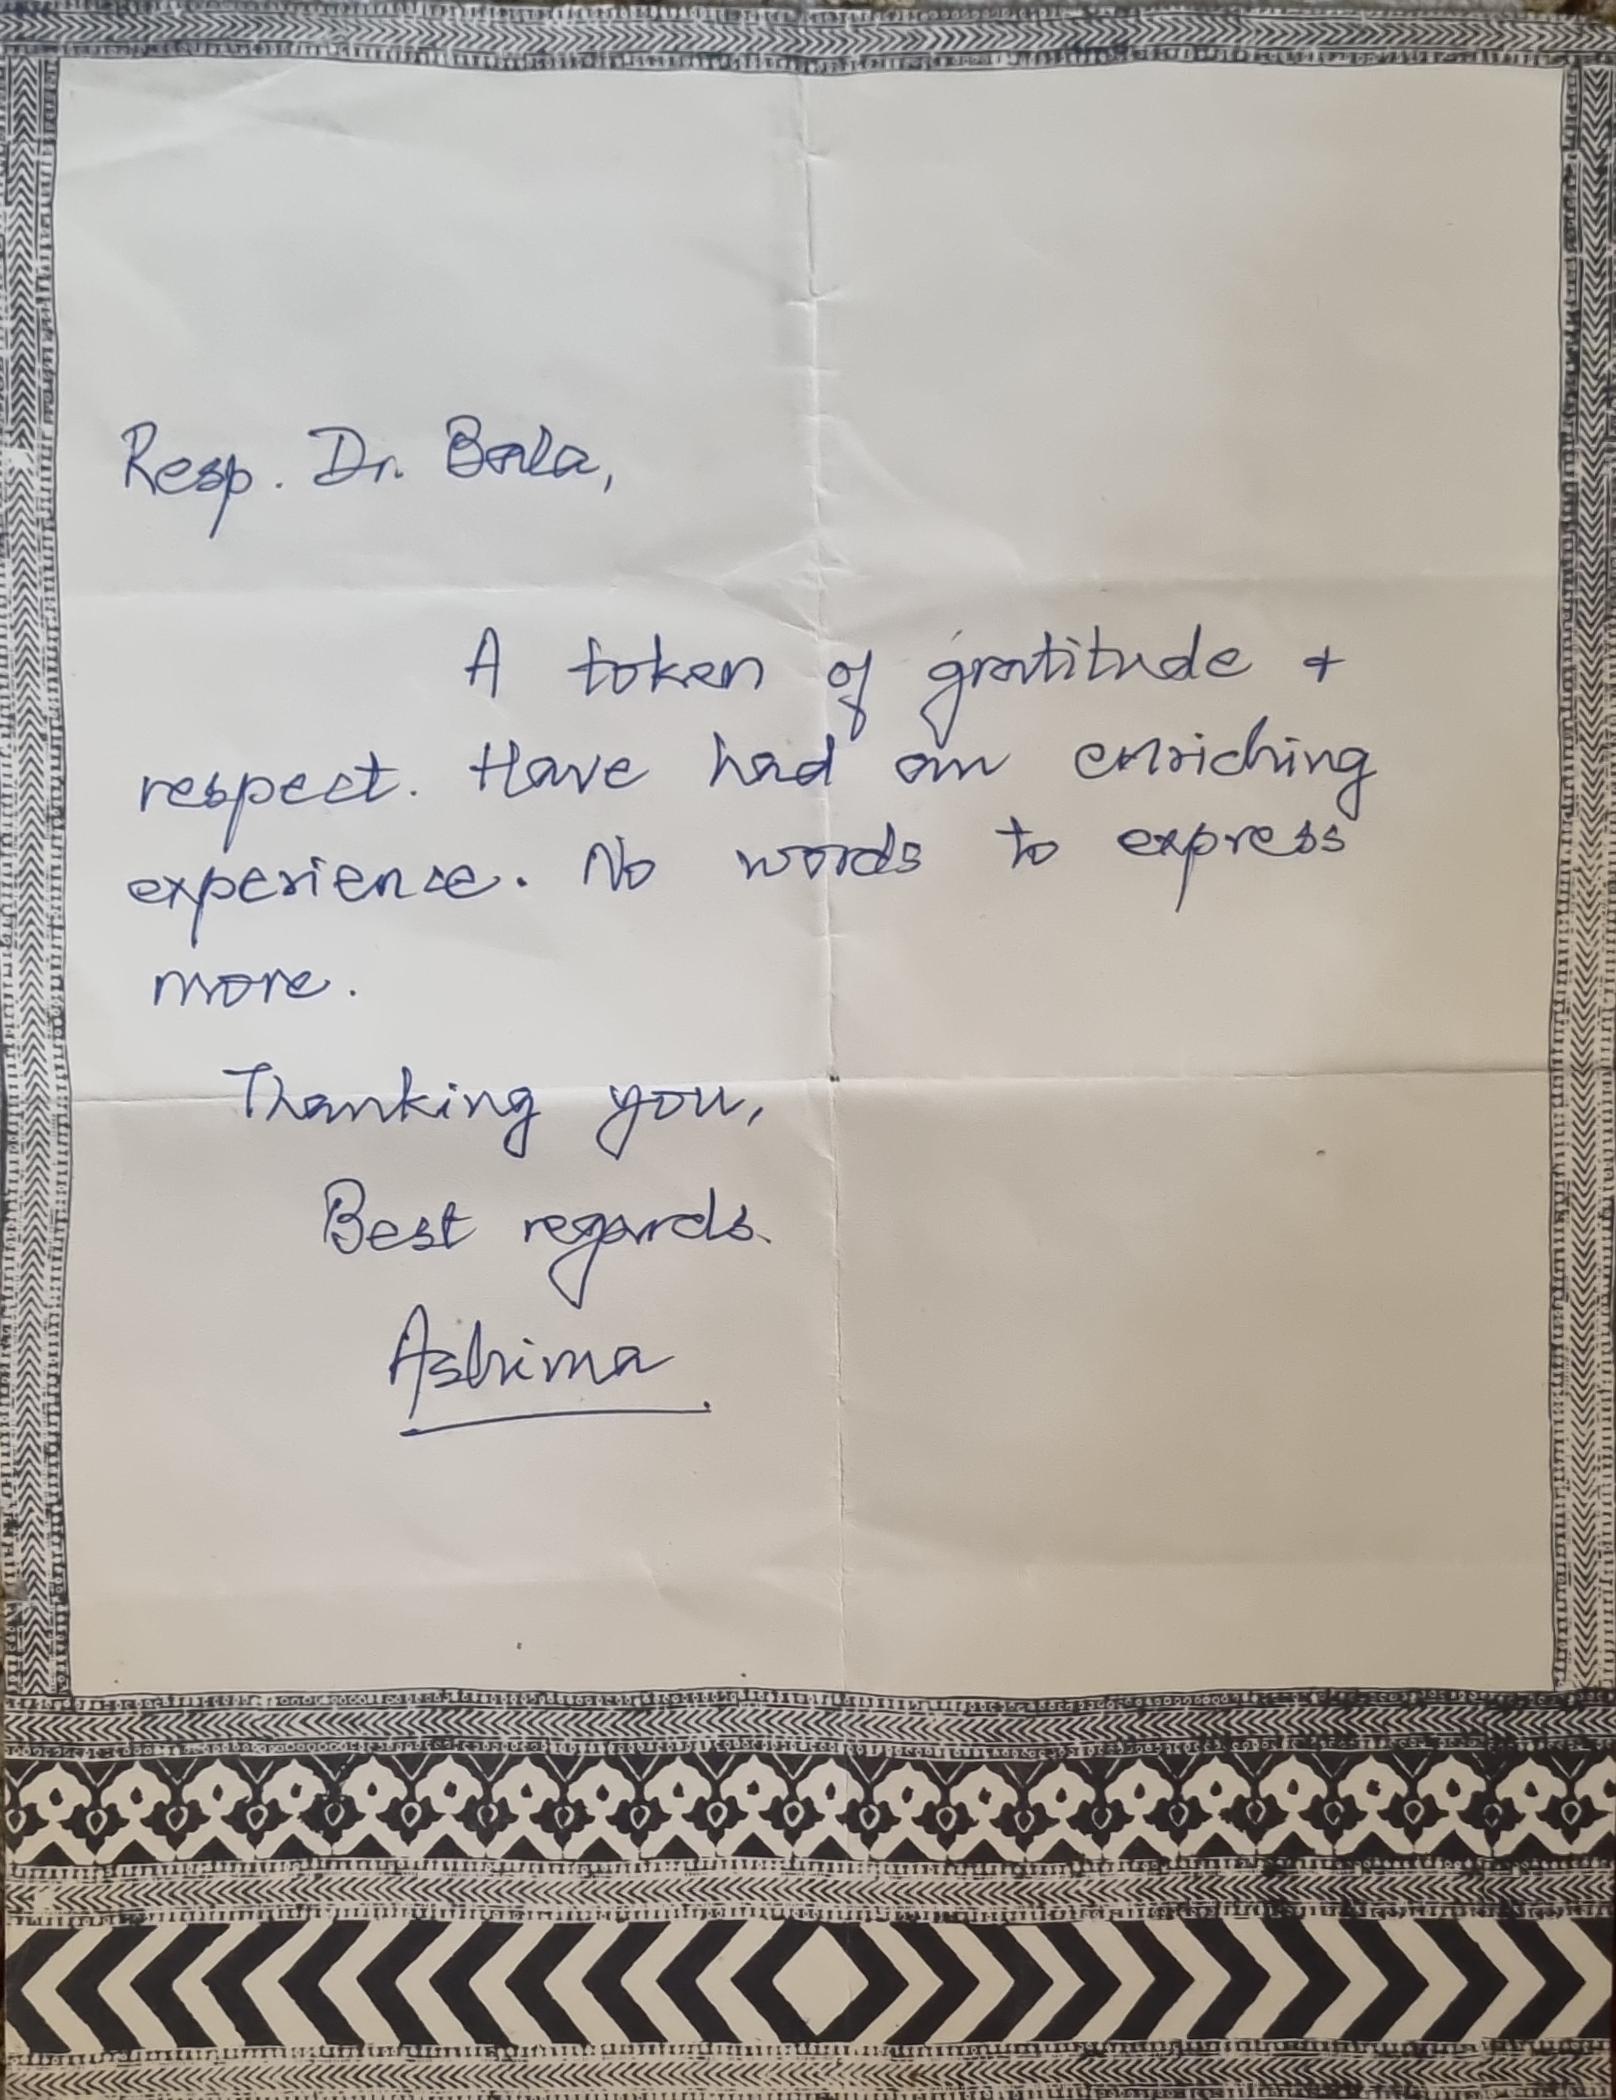 Resp. Dr. Bala,
A token of gratitude +
respect. Have had an enriching
experience. No words to express
more.
Thanking you,
Best regards.
Ashima